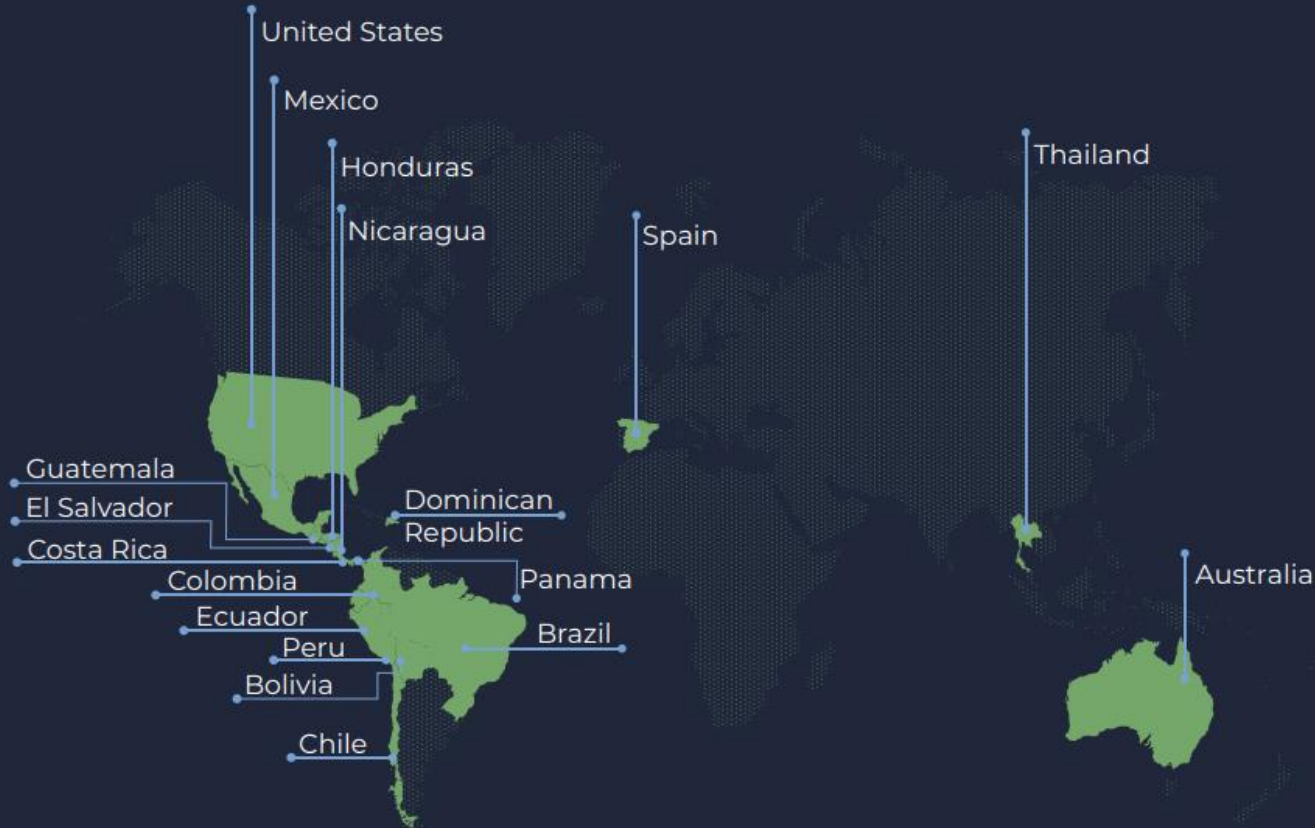 United States
Mexico
Honduras
Thailand
Nicaragua
Spain
Guatemala
El Salvador
Dominican
Republic
Costa Rica
Colombia
Panama
Australia
Ecuador
Brazil
Peru
Bolivia
Chile